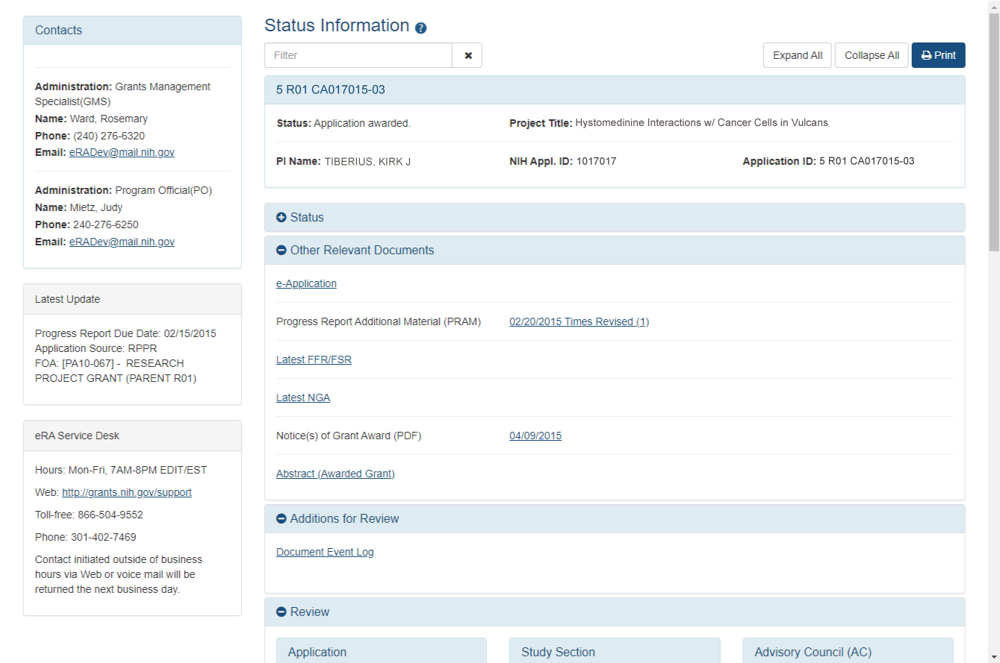 Contacts
Administration: Grants Management
Specialist(GMS)
Name: Ward, Rosemary
Phone: (240) 276-6320
Email: eRADev@mail.nih.gov
Administration: Program Official(PO)
Name: Mietz, Judy
Phone: 240-276-6250
Email: eRADev@mail.nih.gov
Latest Update
Progress Report Due Date: 02/15/2015
Application Source: RPPR
FOA: [PA10-067] - RESEARCH
PROJECT GRANT (PARENT R01)
eRA Service Desk
Hours: Mon-Fri, 7AM-8PM EDIT/EST
Web: http://grants.nih.gov/support
Toll-free: 866-504-9552
Phone: 301-402-7469
Contact initiated outside of business
hours via Web or voice mail will be
returned the next business day.
Status Information ?
Filter
Expand All Collapse All Print
5 R01 CA017015-03
Status: Application awarded. Project Title: Hystomedinine Interactions w/ Cancer Cells in Vulcans
PI Name: TIBERIUS, KIRK J NIH Appl. ID: 1017017 Application ID: 5 R01 CA017015-03
Status
Other Relevant Documents
e-Application
Progress Report Additional Material (PRAM) 02/20/2015 Times Revised (1)
Latest FFR/FSR
Latest NGA
Notice(s) of Grant Award (PDF) 04/09/2015
Abstract (Awarded Grant)
Additions for Review
Document Event Log
Review
Application Study Section Advisory Council (AC)